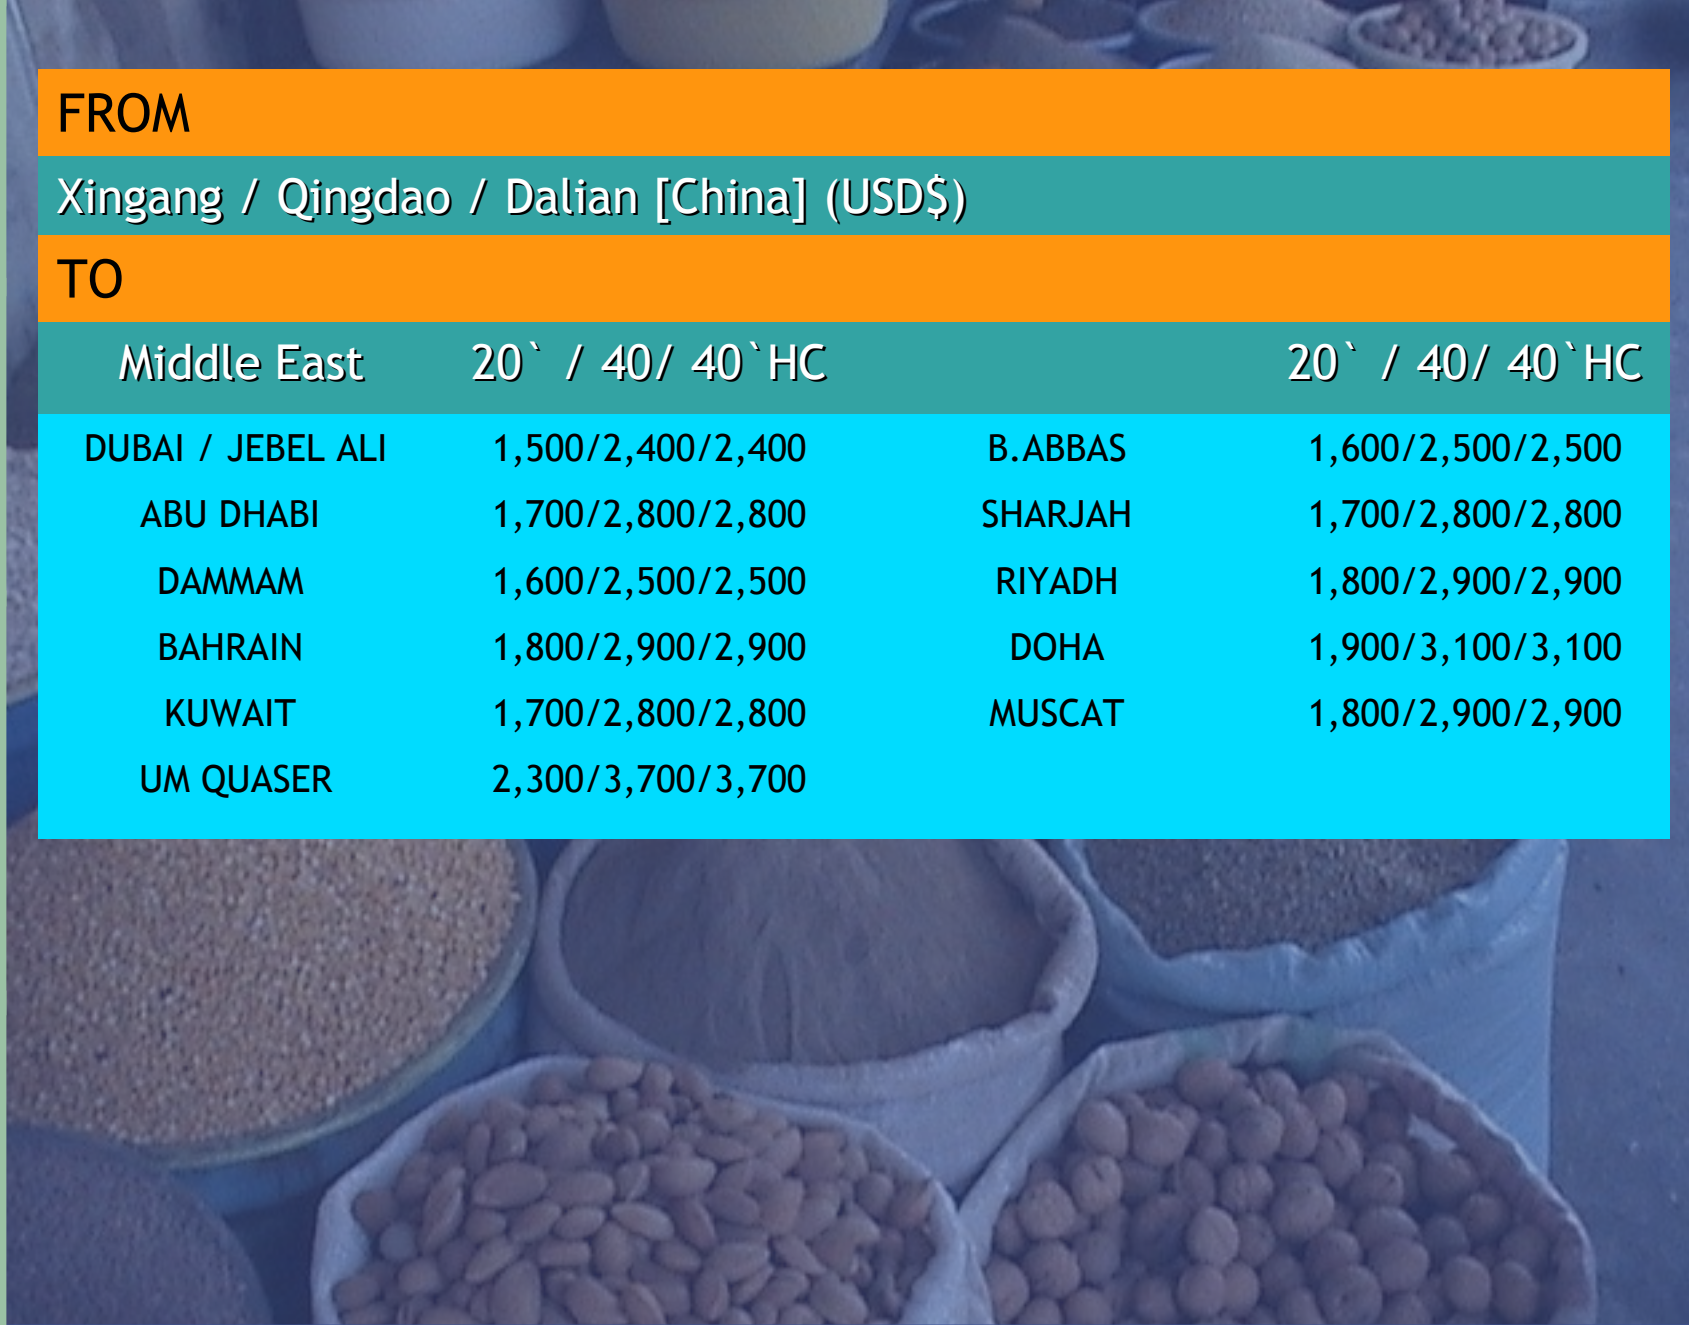 FROM
Xingang / Qingdao / Dalian [China] (USD$)
TO
Middle East 20` / 40/ 40`HC 20` / 40/ 40`HC
DUBAI / JEBEL ALI 1,500/2,400/2,400 B.ABBAS 1,600/2,500/2,500
ABU DHABI 1,700/2,800/2,800 SHARJAH 1,700/2,800/2,800
DAMMAM 1,600/2,500/2,500 RIYADH 1,800/2,900/2,900
BAHRAIN 1,800/2,900/2,900 DOHA 1,900/3,100/3,100
KUWAIT 1,700/2,800/2,800 MUSCAT 1,800/2,900/2,900
UM QUASER 2,300/3,700/3,700